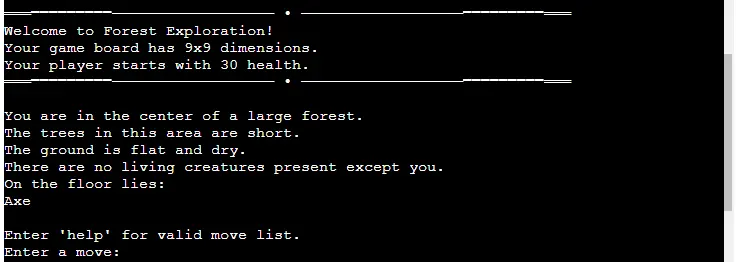 Welcome to Forest Exploration!
Your game board has 9x9 dimensions.
Your player starts with 30 health.
You are in the center of a large forest.
The trees in this area are short.
The ground is flat and dry.
There are no living creatures present except you.
On the floor lies:
Axe
Enter 'help' for valid move list.
Enter a move: